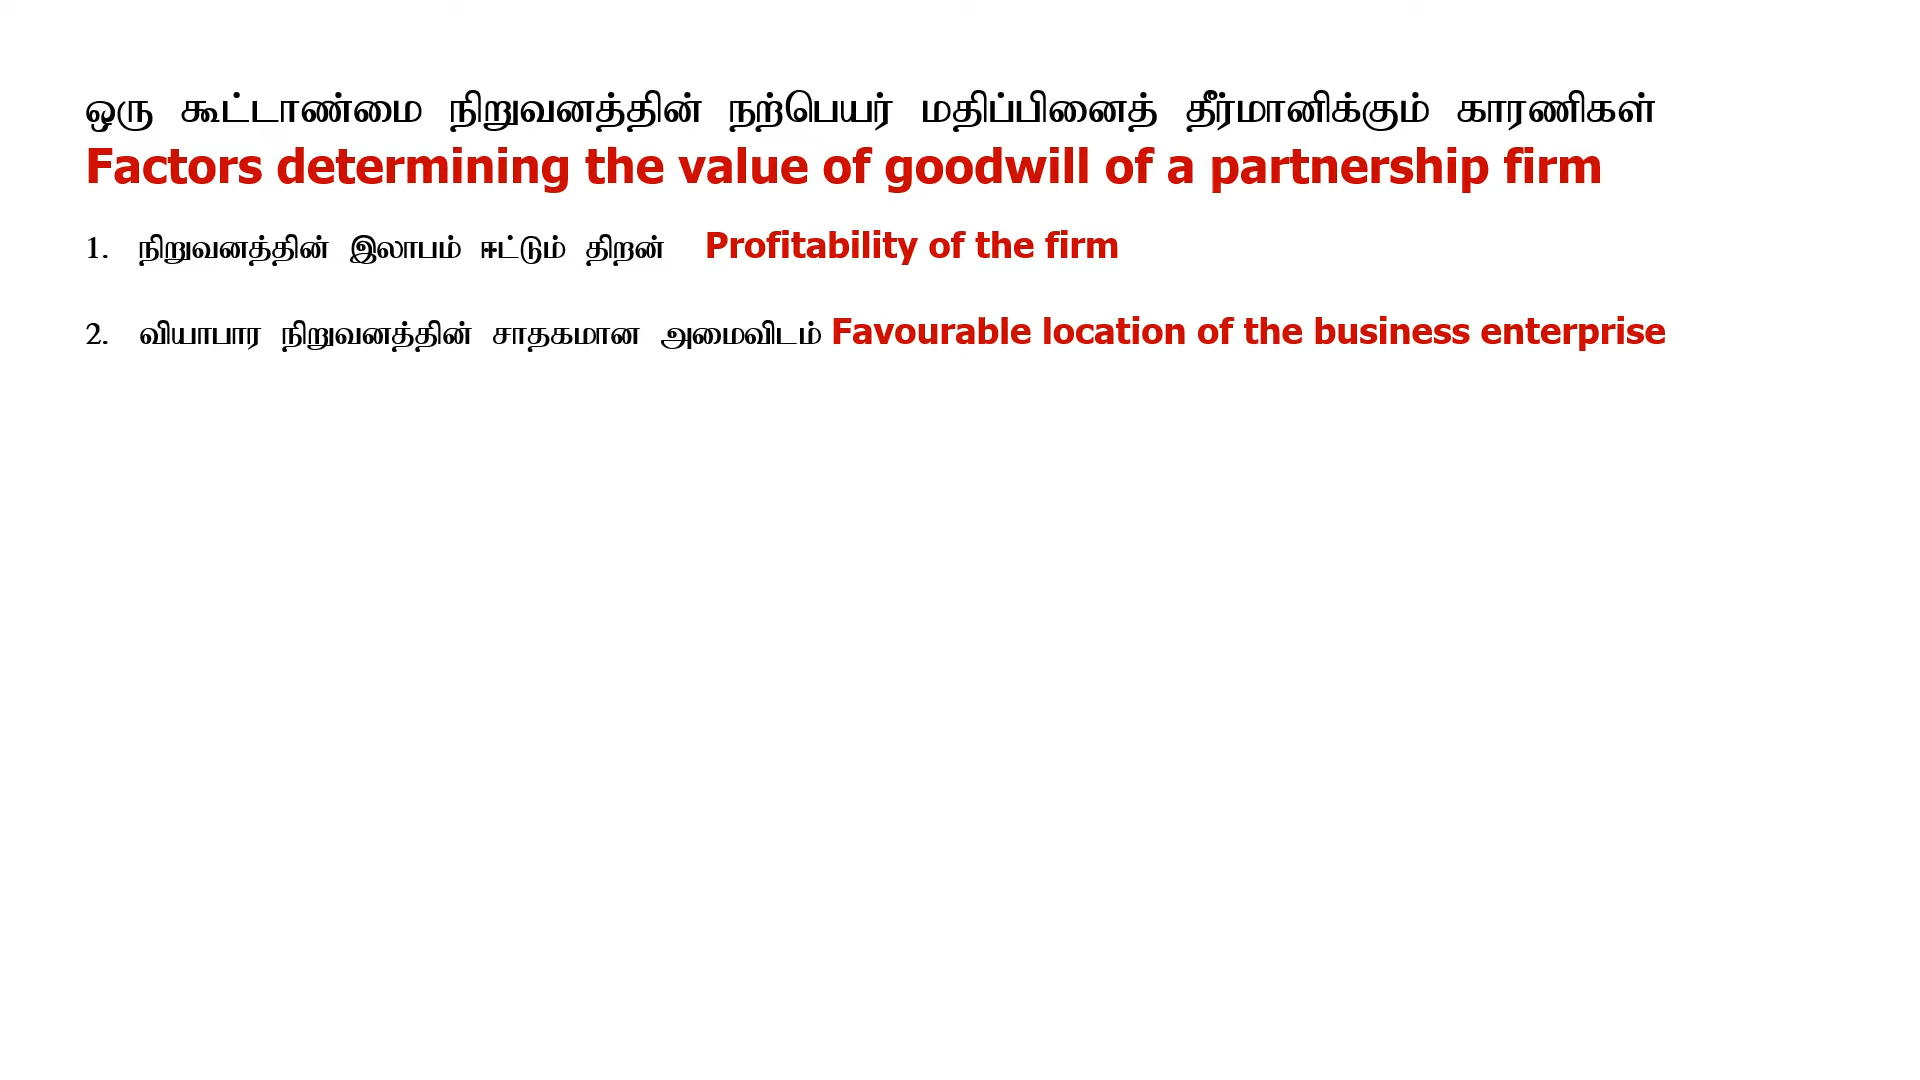 ஒரு கூட்டாண்மை நிறுவனத்தின் நற்பெயர் மதிப்பினைத் தீர்மானிக்கும் காரணிகள்
Factors determining the value of goodwill of a partnership firm
1. நிறுவனத்தின் இலாபம் ஈட்டும் திறன் Profitability of the firm
2. வியாபார நிறுவனத்தின் சாதகமான அமைவிடம் Favourable location of the business enterprise